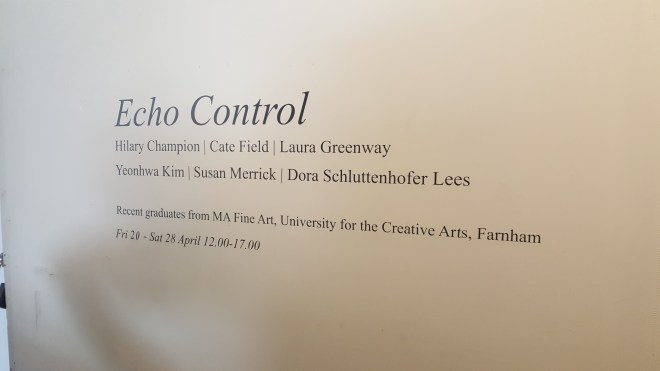 Echo Control
Hilary Champion | Cate Field | Laura Greenway
Yeonhwa Kim | Susan Merrick | Dora Schluttenhofer Lees
Recent graduates from MA Fine Art, University for the Creative Arts, Farnham
Fri 20 - Sat 28 April 12.00-17.00